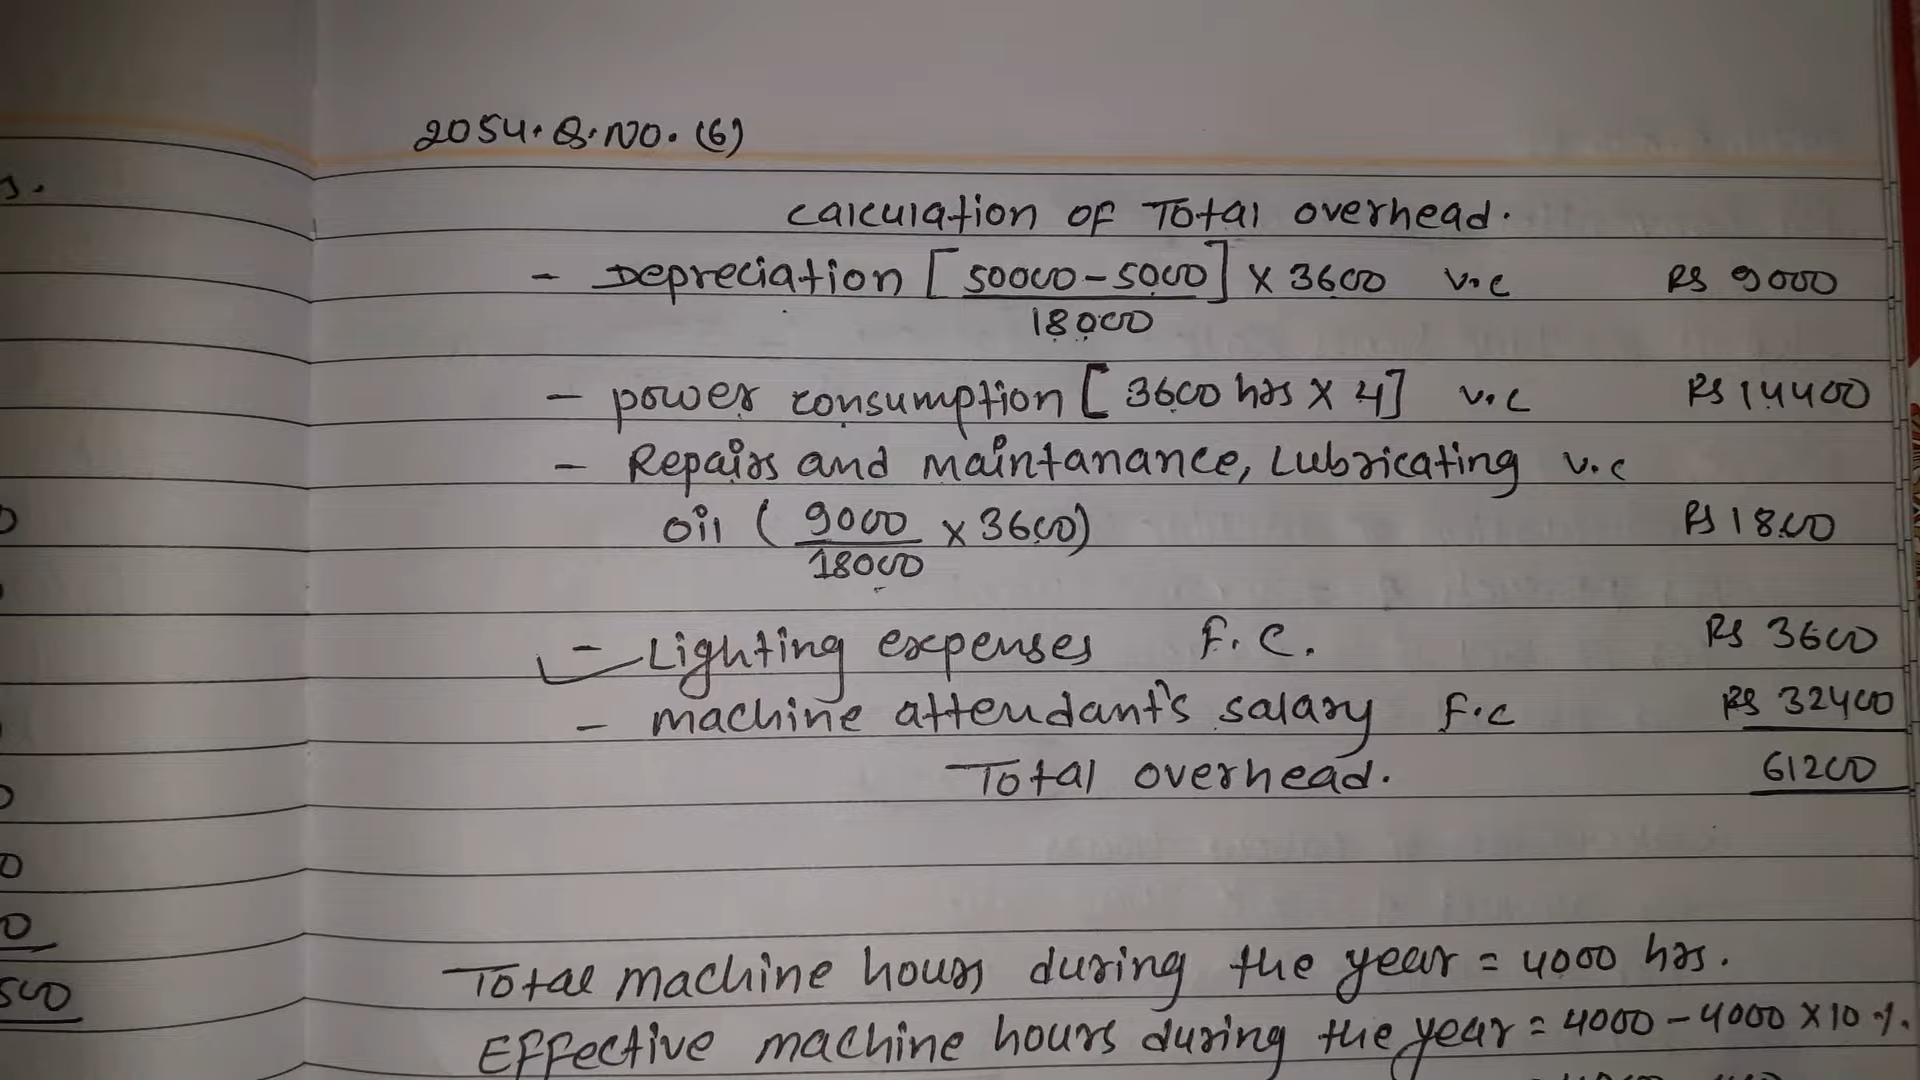 2054. Q. NO. (6)
s.
calculation of Total overhead.
- Depreciation [50000-5000] × 3600 v.c Rs 9000
18000
- power consumption [3600 hrs × 4] v.c Rs 14400
- Repairs and maintanance, Lubricating v.c
oil (9000 × 3600) Rs 1800
18000
- Lighting expenses F.C. Rs 3600
- machine attendant's salary F.C Rs 32400
Total overhead. 61200
0
0
500
Total machine hours during the year = 4000 hrs.
Effective machine hours during the year = 4000 - 4000 × 10%.